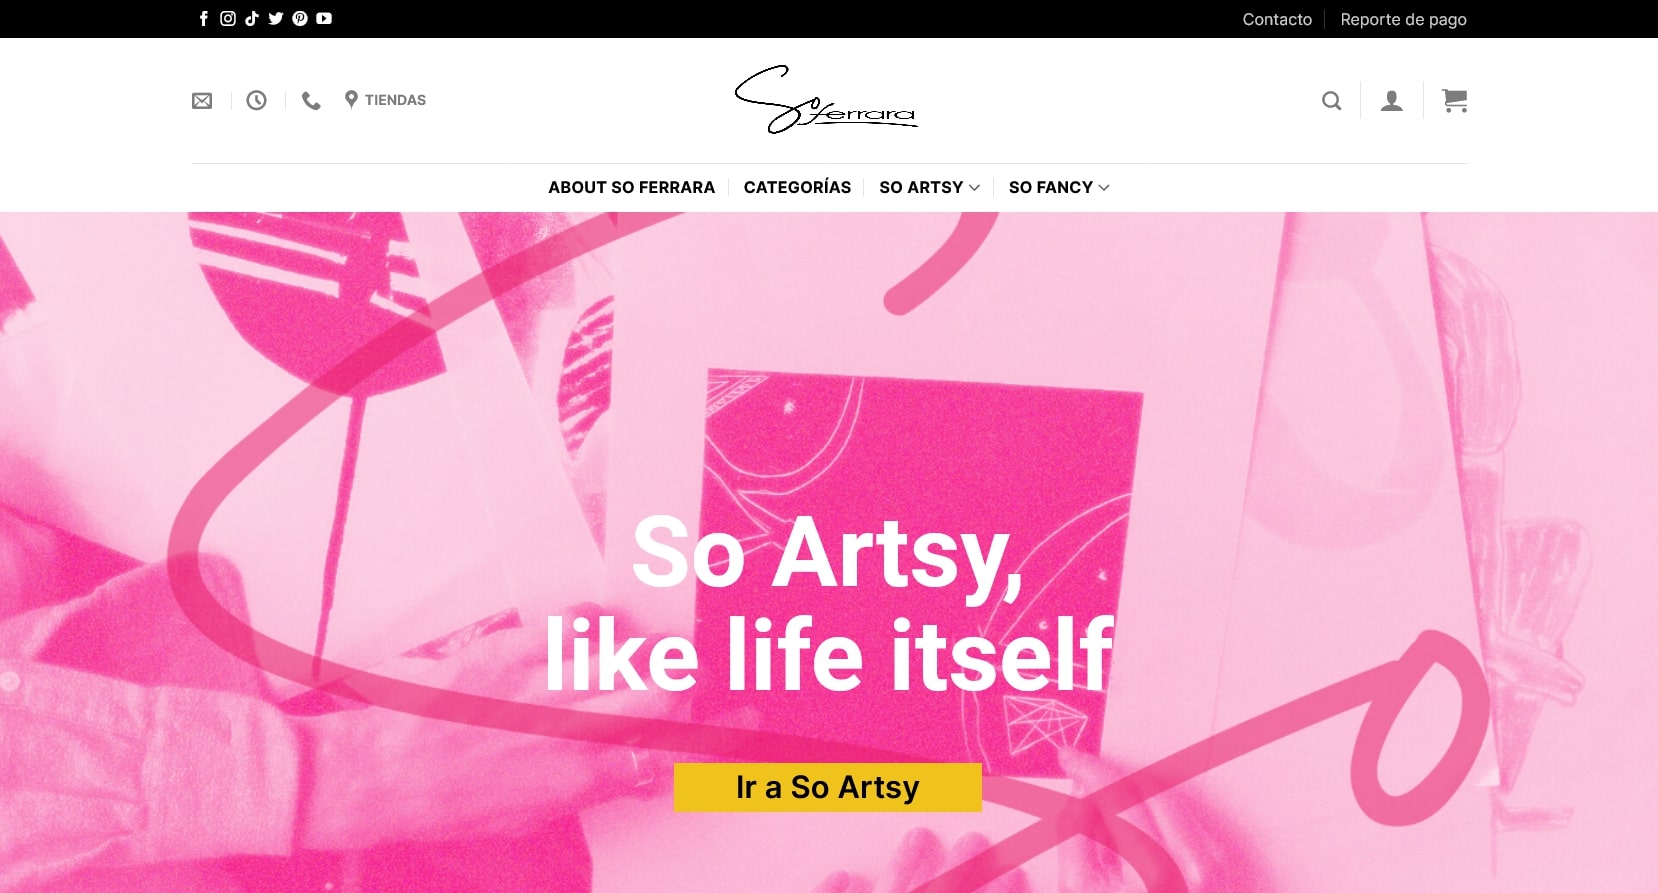 Contacto
Reporte de pago
TIENDAS
So Ferrara
ABOUT SO FERRARA
CATEGORÍAS
SO ARTSY
SO FANCY
So Artsy,
like life itself
Ir a So Artsy